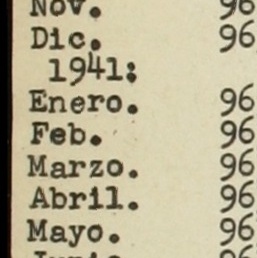 Nov. 96
Dic. 96
1941:
Enero. 96
Feb. 96
Marzo. 96
Abril. 96
Mayo. 96